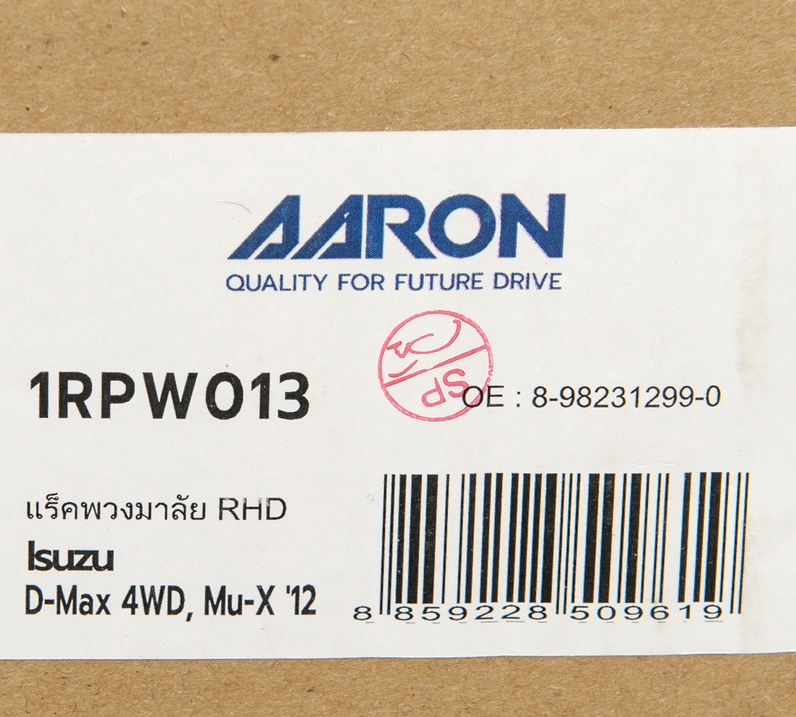 AARON
QUALITY FOR FUTURE DRIVE
1RPW013
SP
OE : 8-98231299-0
แร็คพวงมาลัย RHD
Isuzu
D-Max 4WD, Mu-X '12
8 859228 509619